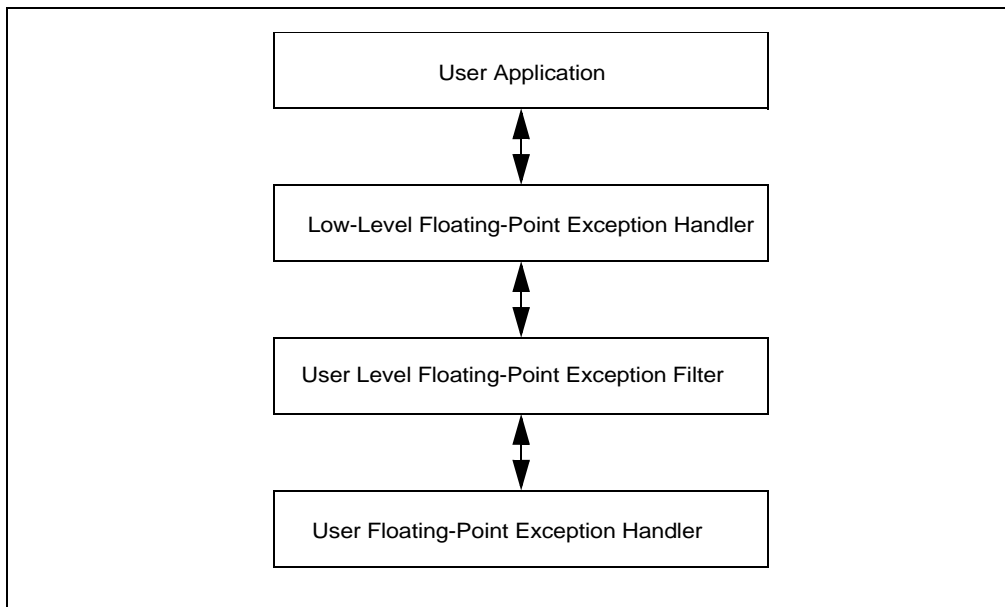 User Application
Low-Level Floating-Point Exception Handler
User Level Floating-Point Exception Filter
User Floating-Point Exception Handler